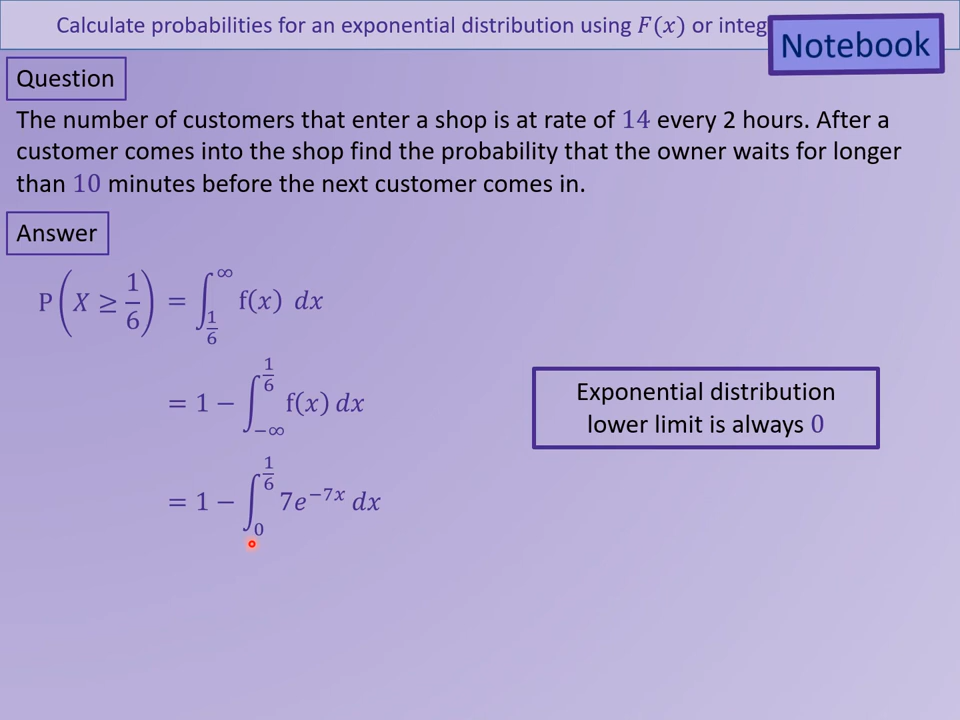 Calculate probabilities for an exponential distribution using F(x) or integ
Notebook
Question
The number of customers that enter a shop is at rate of 14 every 2 hours. After a
customer comes into the shop find the probability that the owner waits for longer
than 10 minutes before the next customer comes in.
Answer
P(X ≥ 1/6) = ∫_{1/6}^{∞} f(x) dx
= 1 − ∫_{−∞}^{1/6} f(x) dx
Exponential distribution
lower limit is always 0
= 1 − ∫_{0}^{1/6} 7e^{−7x} dx